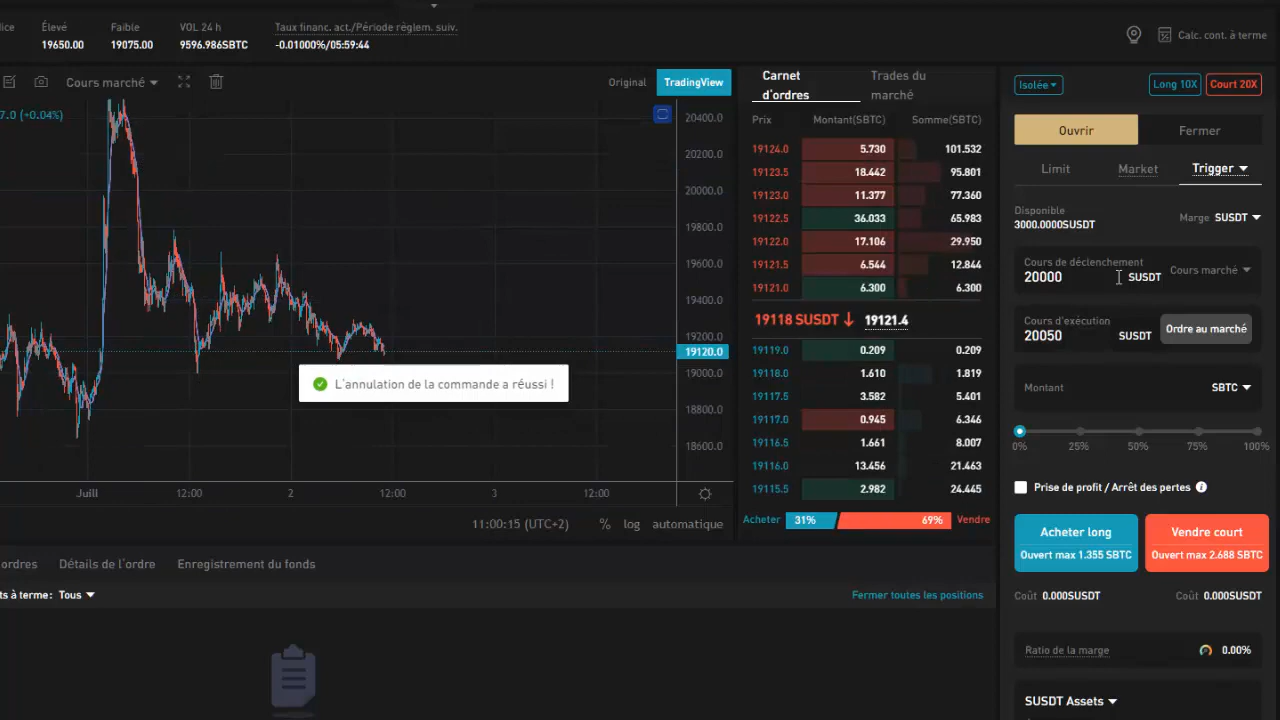 ice
Élevé
19650.00
Faible
19075.00
VOL 24 h
9596.986SBTC
Taux financ. act./Période règlem. suiv.
-0.01000%/05:59:44
Calc. cont. à terme
Cours marché
Original
TradingView
7.0 (+0.04%)
20400.0
20200.0
20000.0
19800.0
19600.0
19400.0
19200.0
19120.0
19000.0
18800.0
18600.0
L'annulation de la commande a réussi !
Juill
12:00
2
12:00
3
12:00
11:00:15 (UTC+2)
%
log
automatique
Carnet
d'ordres
Trades du
marché
Prix
Montant(SBTC)
Somme(SBTC)
19124.0 5.730 101.532
19123.5 18.442 95.801
19123.0 11.377 77.360
19122.5 36.033 65.983
19122.0 17.106 29.950
19121.5 6.544 12.844
19121.0 6.300 6.300
19118 SUSDT 19121.4
19119.0 0.209 0.209
19118.0 1.610 1.819
19117.5 3.582 5.401
19117.0 0.945 6.346
19116.5 1.661 8.007
19116.0 13.456 21.463
19115.5 2.982 24.445
Acheter 31% 69% Vendre
Isolée
Long 10X
Court 20X
Ouvrir
Fermer
Limit
Market
Trigger
Disponible
3000.0000SUSDT
Marge SUSDT
Cours de déclenchement
20000
SUSDT
Cours marché
Cours d'exécution
20050
SUSDT
Ordre au marché
Montant
SBTC
0% 25% 50% 75% 100%
Prise de profit / Arrêt des pertes
Acheter long
Ouvert max 1.355 SBTC
Vendre court
Ouvert max 2.688 SBTC
Coût 0.000SUSDT
Coût 0.000SUSDT
Ratio de la marge
0.00%
SUSDT Assets
ordres
Détails de l'ordre
Enregistrement du fonds
ts à terme: Tous
Fermer toutes les positions